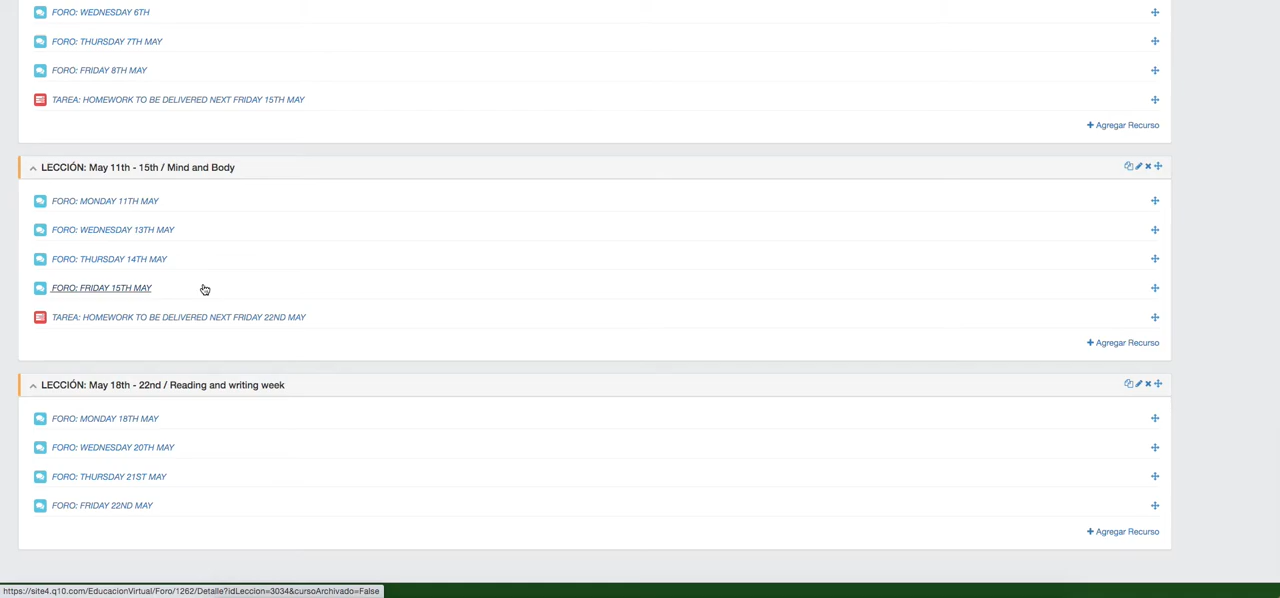 FORO: WEDNESDAY 6TH
FORO: THURSDAY 7TH MAY
FORO: FRIDAY 8TH MAY
TAREA: HOMEWORK TO BE DELIVERED NEXT FRIDAY 15TH MAY
Agregar Recurso
LECCIÓN: May 11th - 15th / Mind and Body
FORO: MONDAY 11TH MAY
FORO: WEDNESDAY 13TH MAY
FORO: THURSDAY 14TH MAY
FORO: FRIDAY 15TH MAY
TAREA: HOMEWORK TO BE DELIVERED NEXT FRIDAY 22ND MAY
Agregar Recurso
LECCIÓN: May 18th - 22nd / Reading and writing week
FORO: MONDAY 18TH MAY
FORO: WEDNESDAY 20TH MAY
FORO: THURSDAY 21ST MAY
FORO: FRIDAY 22ND MAY
Agregar Recurso
https://site4.q10.com/EducacionVirtual/Foro/1262/Detalle?idLeccion=3034&cursoArchivado=False